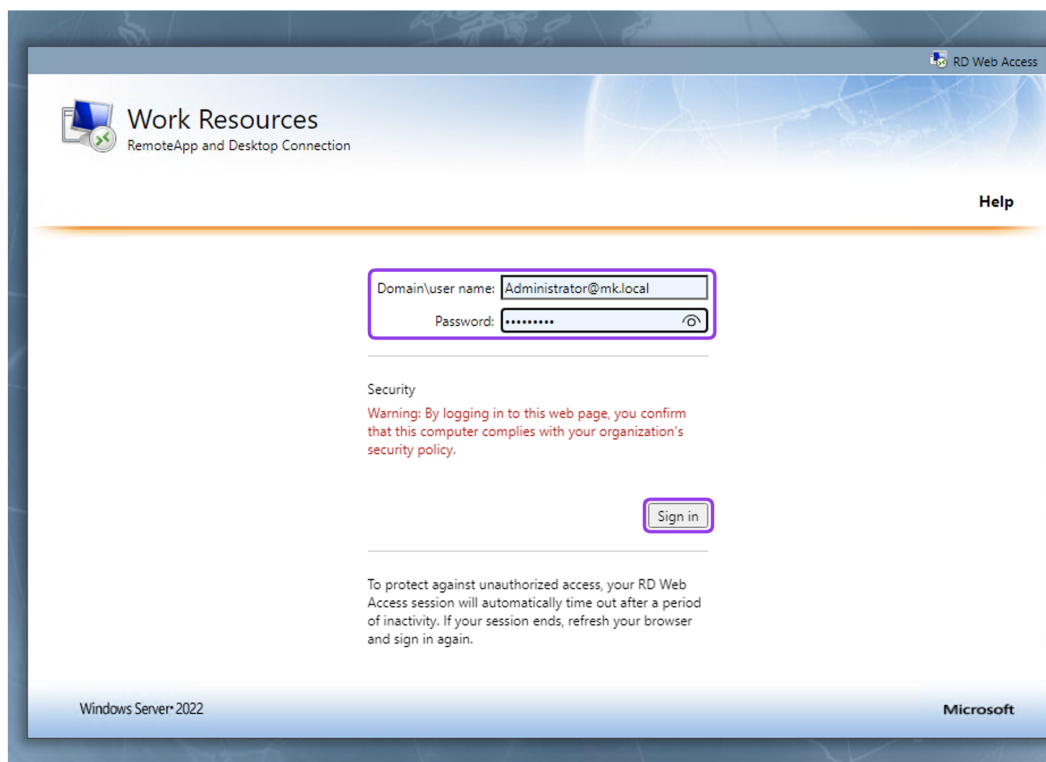 RD Web Access
Work Resources
RemoteApp and Desktop Connection
Help
Domain\user name: Administrator@mk.local
Password: •••••••••
Security
Warning: By logging in to this web page, you confirm
that this computer complies with your organization's
security policy.
Sign in
To protect against unauthorized access, your RD Web
Access session will automatically time out after a period
of inactivity. If your session ends, refresh your browser
and sign in again.
Windows Server• 2022
Microsoft